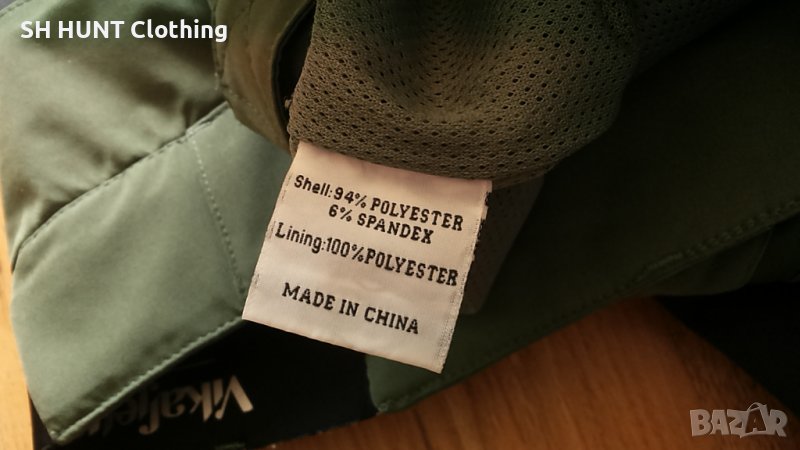 SH HUNT Clothing
Shell:94% POLYESTER
6% SPANDEX
Lining:100%POLYESTER
MADE IN CHINA
BAZAR